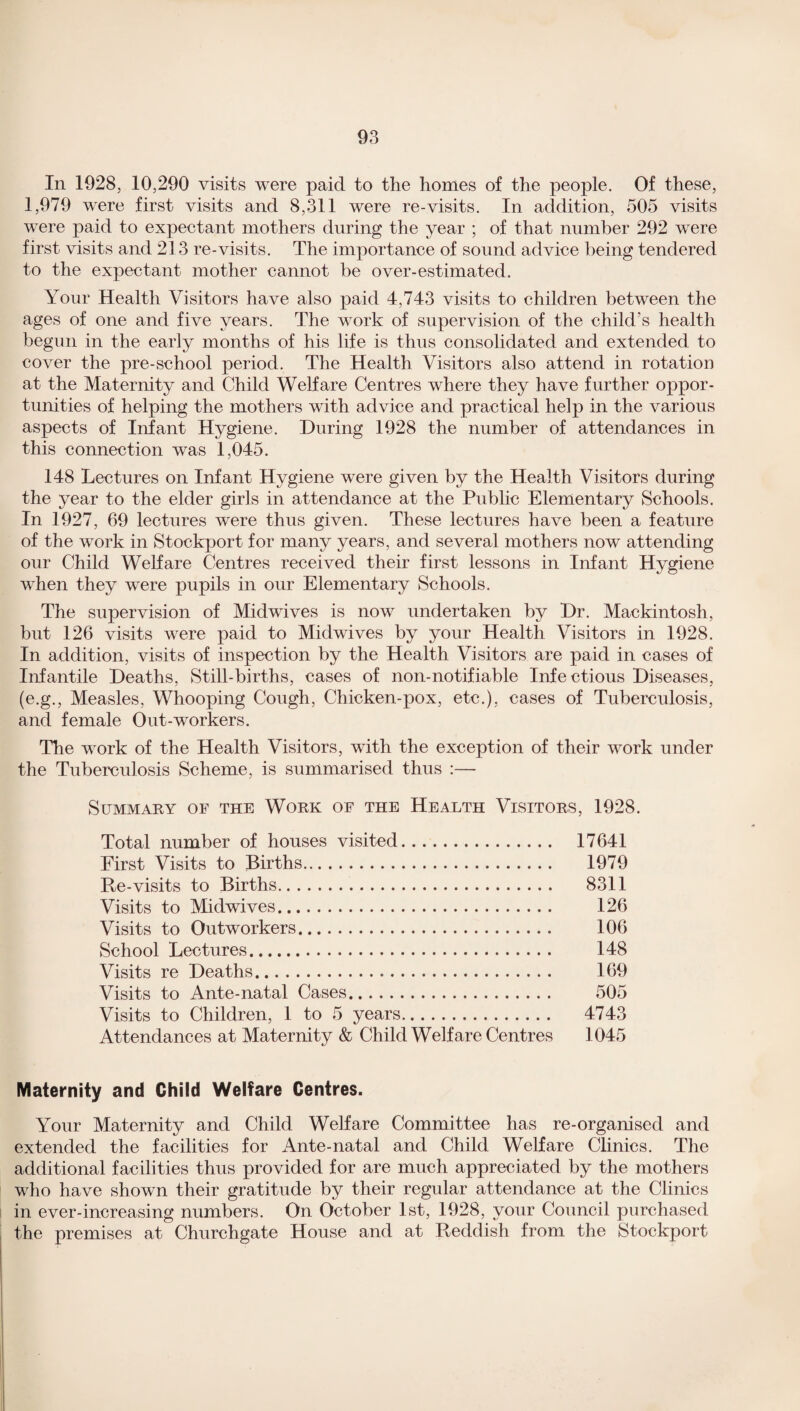 93
In 1928, 10,290 visits were paid to the homes of the people. Of these,
1,979 were first visits and 8,311 were re-visits. In addition, 505 visits
were paid to expectant mothers during the year ; of that number 292 were
first visits and 213 re-visits. The importance of sound advice being tendered
to the expectant mother cannot be over-estimated.
Your Health Visitors have also paid 4,743 visits to children between the
ages of one and five years. The work of supervision of the child's health
begun in the early months of his life is thus consolidated and extended to
cover the pre-school period. The Health Visitors also attend in rotation
at the Maternity and Child Welfare Centres where they have further oppor-
tunities of helping the mothers with advice and practical help in the various
aspects of Infant Hygiene. During 1928 the number of attendances in
this connection was 1,045.
148 Lectures on Infant Hygiene were given by the Health Visitors during
the year to the elder girls in attendance at the Public Elementary Schools.
In 1927, 69 lectures were thus given. These lectures have been a feature
of the work in Stockport for many years, and several mothers now attending
our Child Welfare Centres received their first lessons in Infant Hygiene
when they were pupils in our Elementary Schools.
The supervision of Midwives is now undertaken by Dr. Mackintosh,
but 126 visits were paid to Midwives by your Health Visitors in 1928.
In addition, visits of inspection by the Health Visitors are paid in cases of
Infantile Deaths, Still-births, cases of non-notifiable Infectious Diseases,
(e.g., Measles, Whooping Cough, Chicken-pox, etc.), cases of Tuberculosis,
and female Out-workers.
The work of the Health Visitors, with the exception of their work under
the Tuberculosis Scheme, is summarised thus :—
Summary of the Work of the Health Visitors, 1928.
Total number of houses visited................ 17641
First Visits to Births.......................... 1979
Re-visits to Births............................ 8311
Visits to Midwives............................ 126
Visits to Outworkers.......................... 106
School Lectures............................... 148
Visits re Deaths.............................. 169
Visits to Ante-natal Cases..................... 505
Visits to Children, 1 to 5 years................ 4743
Attendances at Maternity & Child Welfare Centres 1045
Maternity and Child Welfare Centres.
Your Maternity and Child Welfare Committee has re-organised and
extended the facilities for Ante-natal and Child Welfare Clinics. The
additional facilities thus provided for are much appreciated by the mothers
who have shown their gratitude by their regular attendance at the Clinics
in ever-increasing numbers. On October 1st, 1928, your Council purchased
the premises at Churchgate House and at Reddish from the Stockport